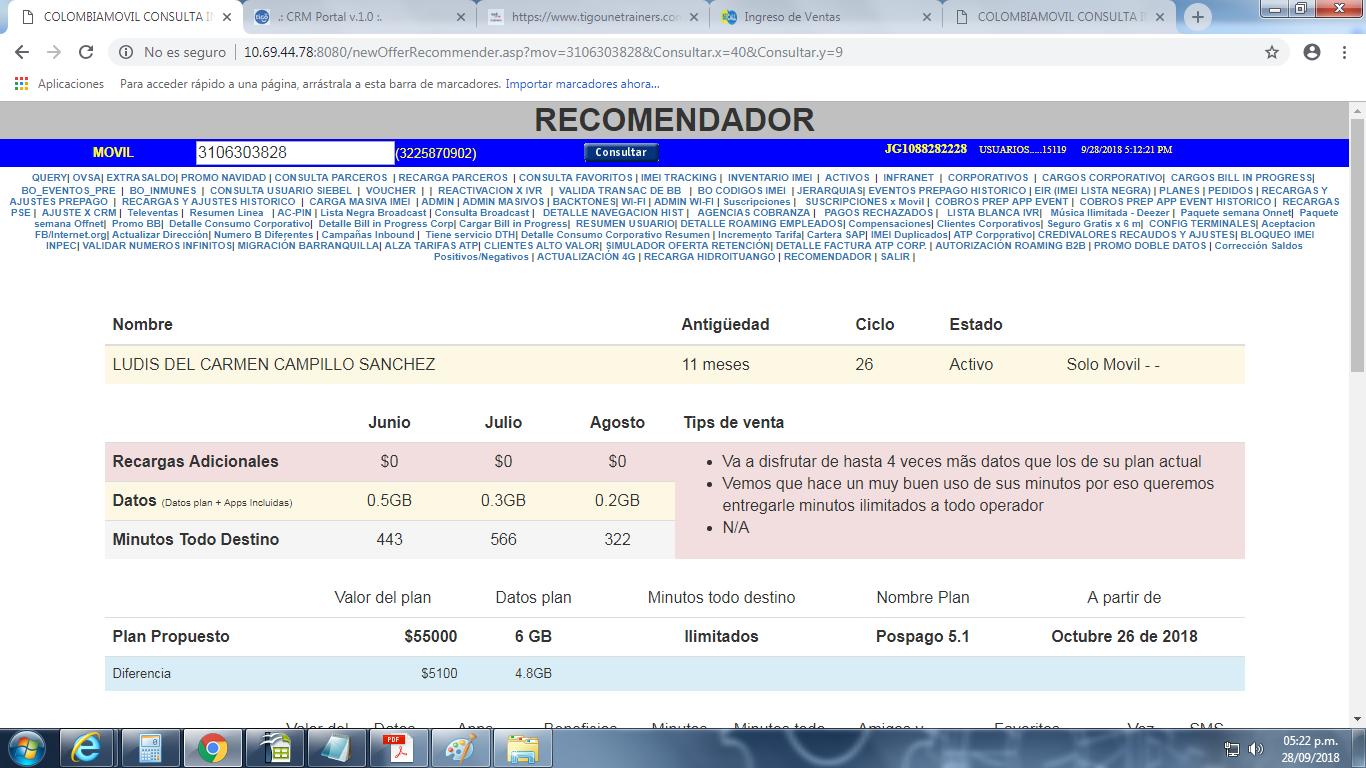 COLOMBIAMOVIL CONSULTA I
.: CRM Portal v.1.0 :.
https://www.tigounetrainers.con
Ingreso de Ventas
COLOMBIAMOVIL CONSULTA I
No es seguro | 10.69.44.78:8080/newOfferRecommender.asp?mov=3106303828&Consultar.x=40&Consultar.y=9
Aplicaciones Para acceder rápido a una página, arrástrala a esta barra de marcadores. Importar marcadores ahora...
RECOMENDADOR
MOVIL 3106303828 (3225870902) Consultar JG1088282228 USUARIOS.....15119 9/28/2018 5:12:21 PM
QUERY| OVSA| EXTRASALDO| PROMO NAVIDAD | CONSULTA PARCEROS | RECARGA PARCEROS | CONSULTA FAVORITOS | IMEI TRACKING | INVENTARIO IMEI | ACTIVOS | INFRANET | CORPORATIVOS | CARGOS CORPORATIVO| CARGOS BILL IN PROGRESS|
BO_EVENTOS_PRE | BO_INMUNES | CONSULTA USUARIO SIEBEL | VOUCHER | | REACTIVACION X IVR | VALIDA TRANSAC DE BB | BO CODIGOS IMEI | JERARQUIAS| EVENTOS PREPAGO HISTORICO | EIR (IMEI LISTA NEGRA) | PLANES | PEDIDOS | RECARGAS Y
AJUSTES PREPAGO | RECARGAS Y AJUSTES HISTORICO | CARGA MASIVA IMEI | ADMIN | ADMIN MASIVOS | BACKTONES| WI-FI | ADMIN WI-FI | Suscripciones | SUSCRIPCIONES x Movil | COBROS PREP APP EVENT | COBROS PREP APP EVENT HISTORICO | RECARGAS
PSE | AJUSTE X CRM | Televentas | Resumen Linea | AC-PIN | Lista Negra Broadcast | Consulta Broadcast | DETALLE NAVEGACION HIST | AGENCIAS COBRANZA | PAGOS RECHAZADOS | LISTA BLANCA IVR| Música Ilimitada - Deezer | Paquete semana Onnet| Paquete
semana Offnet| Promo BB| Detalle Consumo Corporativo| Detalle Bill in Progress Corp| Cargar Bill in Progress| RESUMEN USUARIO| DETALLE ROAMING EMPLEADOS| Compensaciones| Clientes Corporativos| Seguro Gratis x 6 m| CONFIG TERMINALES| Aceptacion
FB/Internet.org| Actualizar Dirección| Numero B Diferentes | Campañas Inbound | Tiene servicio DTH| Detalle Consumo Corporativo Resumen | Incremento Tarifa| Cartera SAP| IMEI Duplicados| ATP Corporativo| CREDIVALORES RECAUDOS Y AJUSTES| BLOQUEO IMEI
INPEC| VALIDAR NUMEROS INFINITOS| MIGRACIÓN BARRANQUILLA| ALZA TARIFAS ATP| CLIENTES ALTO VALOR| SIMULADOR OFERTA RETENCIÓN| DETALLE FACTURA ATP CORP. | AUTORIZACIÓN ROAMING B2B | PROMO DOBLE DATOS | Corrección Saldos
Positivos/Negativos | ACTUALIZACIÓN 4G | RECARGA HIDROITUANGO | RECOMENDADOR | SALIR |
Nombre Antigüedad Ciclo Estado
LUDIS DEL CARMEN CAMPILLO SANCHEZ 11 meses 26 Activo Solo Movil - -
Junio Julio Agosto Tips de venta
Recargas Adicionales $0 $0 $0
Datos (Datos plan + Apps Incluidas) 0.5GB 0.3GB 0.2GB
Minutos Todo Destino 443 566 322
• Va a disfrutar de hasta 4 veces mãs datos que los de su plan actual
• Vemos que hace un muy buen uso de sus minutos por eso queremos
entregarle minutos ilimitados a todo operador
• N/A
Valor del plan Datos plan Minutos todo destino Nombre Plan A partir de
Plan Propuesto $55000 6 GB Ilimitados Pospago 5.1 Octubre 26 de 2018
Diferencia $5100 4.8GB
Valor del Datos Apps Beneficios Minutos Minutos todo Amigos y Favoritos Voz SMS
PDF
05:22 p.m.
28/09/2018